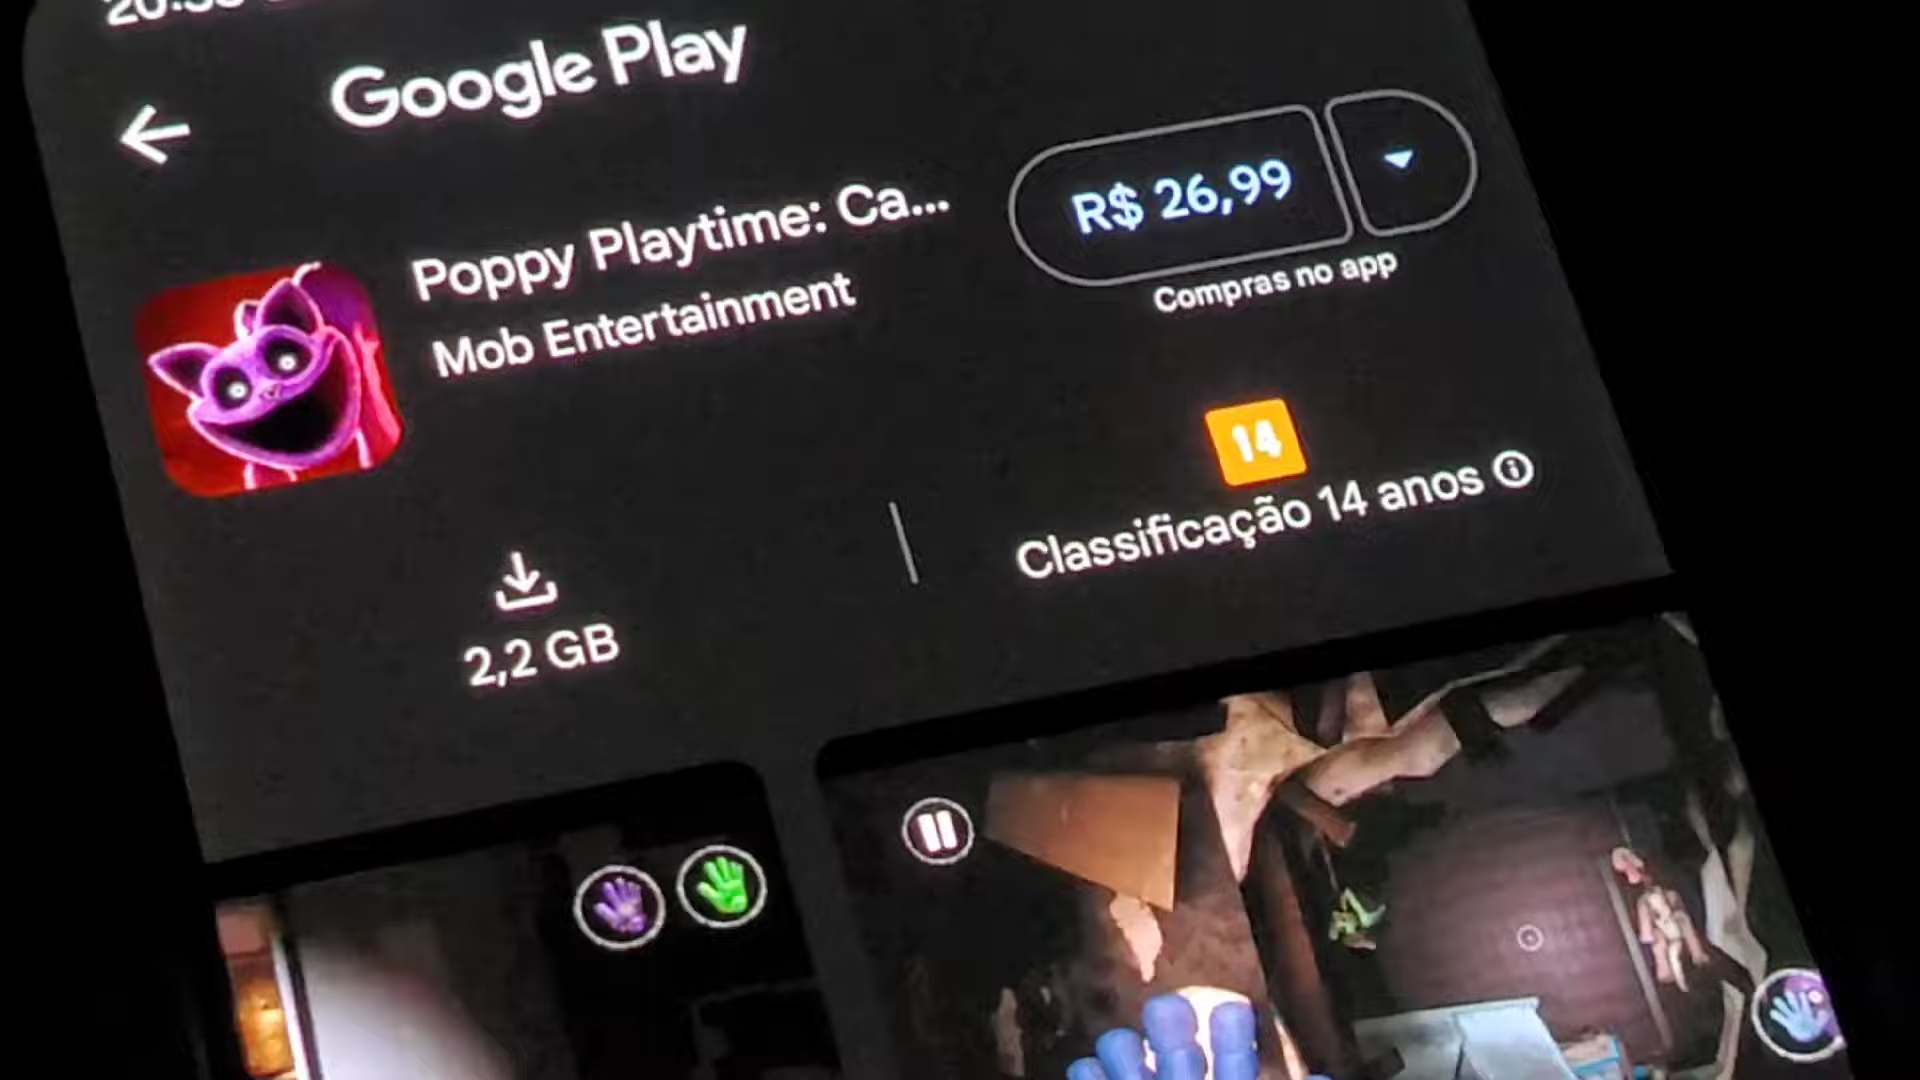 Google Play
Poppy Playtime: Ca...
Mob Entertainment
R$ 26,99
Compras no app
14
Classificação 14 anos
2,2 GB